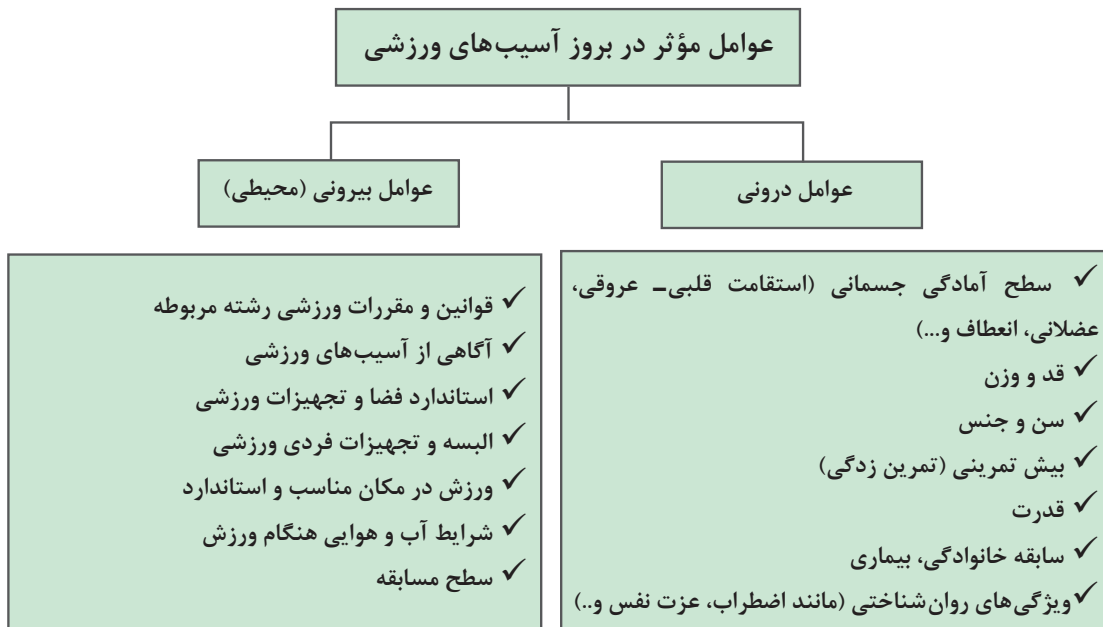 عوامل مؤثر در بروز آسیب‌های ورزشی
عوامل درونی
✓ سطح آمادگی جسمانی (استقامت قلبی– عروقی،
عضلانی، انعطاف و...)
✓ قد و وزن
✓ سن و جنس
✓ بیش تمرینی (تمرین زدگی)
✓ قدرت
✓ سابقه خانوادگی، بیماری
✓ ویژگی‌های روان‌شناختی (مانند اضطراب، عزت نفس و..)
عوامل بیرونی (محیطی)
✓ قوانین و مقررات ورزشی رشته مربوطه
✓ آگاهی از آسیب‌های ورزشی
✓ استاندارد فضا و تجهیزات ورزشی
✓ البسه و تجهیزات فردی ورزشی
✓ ورزش در مکان مناسب و استاندارد
✓ شرایط آب و هوایی هنگام ورزش
✓ سطح مسابقه